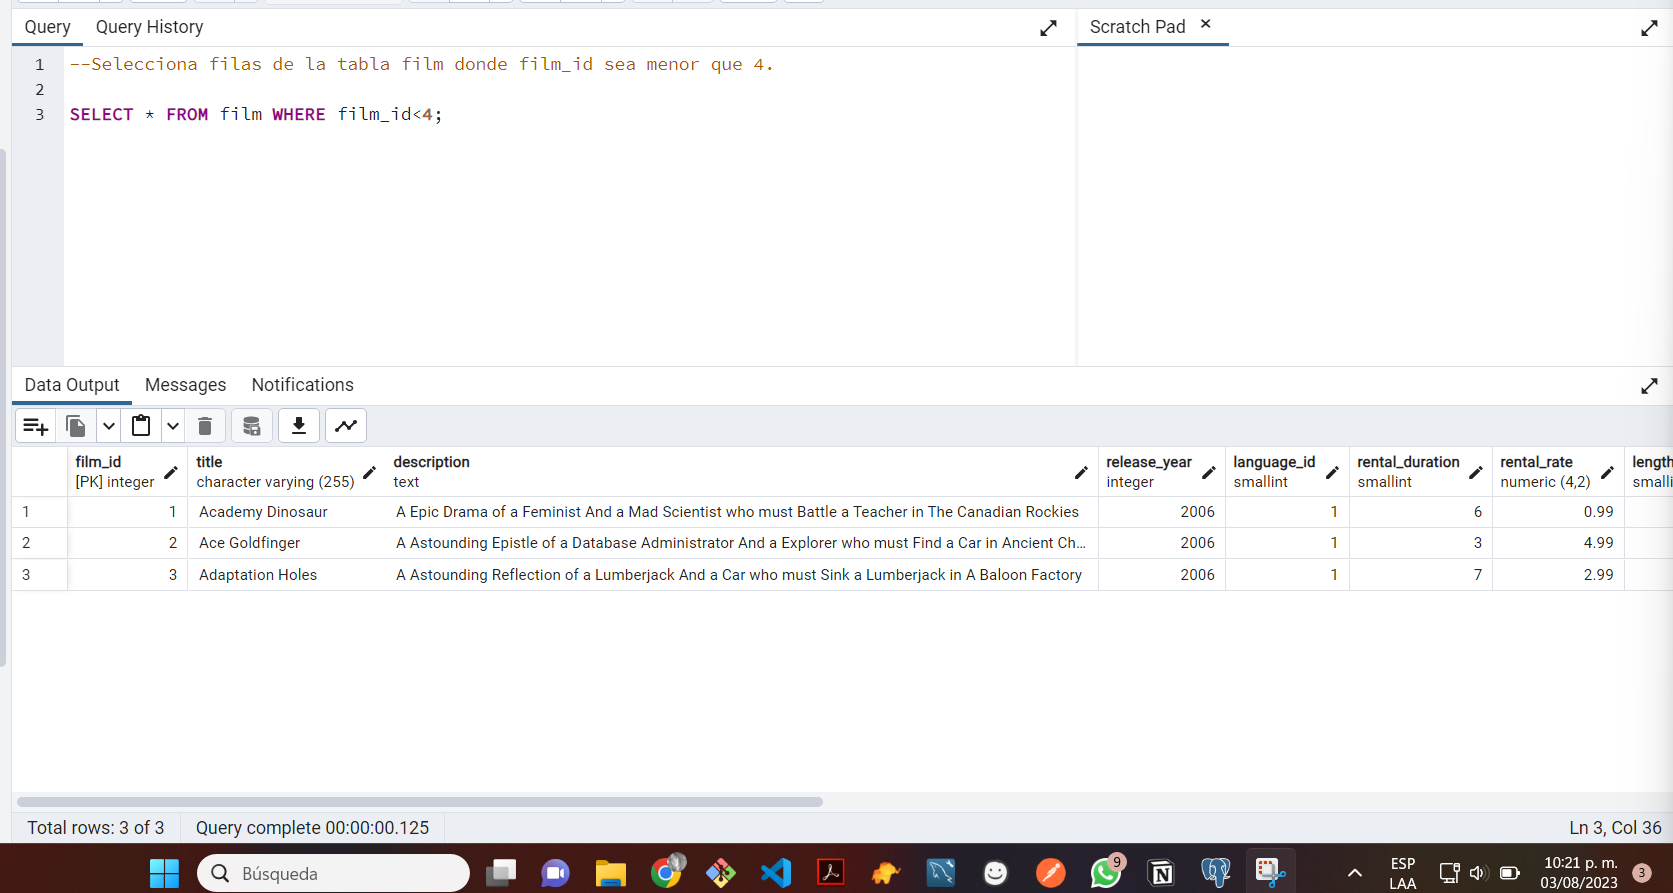 Query Query History
Scratch Pad ×
1 --Selecciona filas de la tabla film donde film_id sea menor que 4.
2
3 SELECT * FROM film WHERE film_id<4;
Data Output Messages Notifications
film_id title description release_year language_id rental_duration rental_rate length
[PK] integer character varying (255) text integer smallint smallint numeric (4,2) smalli
1 1 Academy Dinosaur A Epic Drama of a Feminist And a Mad Scientist who must Battle a Teacher in The Canadian Rockies 2006 1 6 0.99
2 2 Ace Goldfinger A Astounding Epistle of a Database Administrator And a Explorer who must Find a Car in Ancient Ch... 2006 1 3 4.99
3 3 Adaptation Holes A Astounding Reflection of a Lumberjack And a Car who must Sink a Lumberjack in A Baloon Factory 2006 1 7 2.99
Total rows: 3 of 3 Query complete 00:00:00.125 Ln 3, Col 36
Búsqueda 9 ESP 10:21 p. m. 3
LAA 03/08/2023